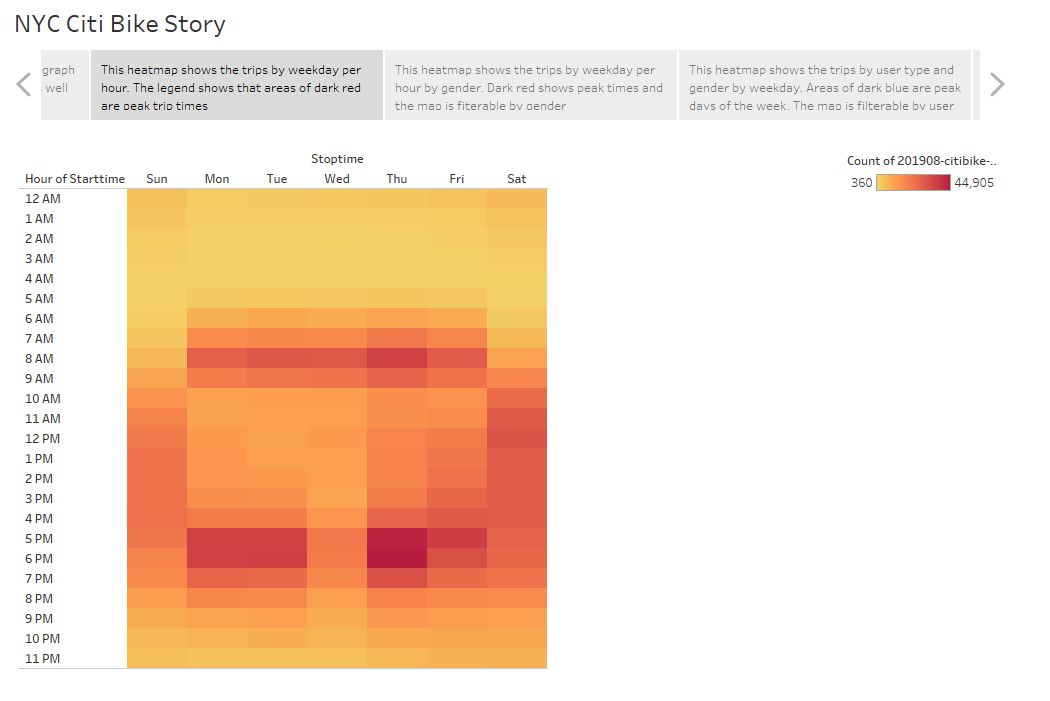 NYC Citi Bike Story
graph
well
This heatmap shows the trips by weekday per
hour. The legend shows that areas of dark red
are peak trip times
This heatmap shows the trips by weekday per
hour by gender. Dark red shows peak times and
the map is filterable by gender
This heatmap shows the trips by user type and
gender by weekday. Areas of dark blue are peak
days of the week. The map is filterable by user
Stoptime
Hour of Starttime Sun Mon Tue Wed Thu Fri Sat
Count of 201908-citibike-..
360 44,905
12 AM
1 AM
2 AM
3 AM
4 AM
5 AM
6 AM
7 AM
8 AM
9 AM
10 AM
11 AM
12 PM
1 PM
2 PM
3 PM
4 PM
5 PM
6 PM
7 PM
8 PM
9 PM
10 PM
11 PM